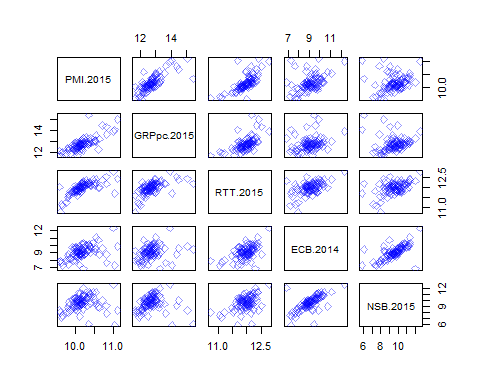 12 14
7 9 11
PMI.2015
10.0
12 14
GRPpc.2015
RTT.2015
11.0 12.5
7 9 12
ECB.2014
NSB.2015
6 8 10 12
10.0 11.0
11.0 12.5
6 8 10